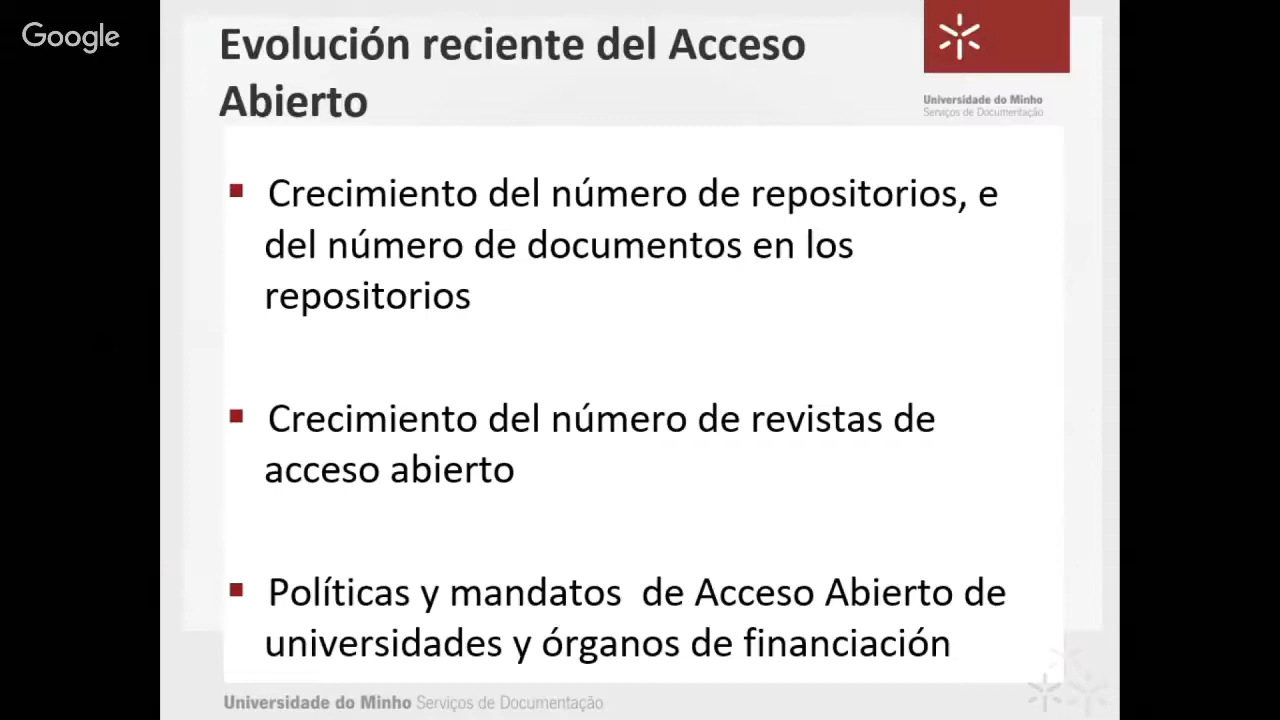 Google
Evolución reciente del Acceso
Abierto
Universidade do Minho
Serviços de Documentação
Crecimiento del número de repositorios, e
del número de documentos en los
repositorios
Crecimiento del número de revistas de
acceso abierto
Políticas y mandatos de Acceso Abierto de
universidades y órganos de financiación
Universidade do Minho Serviços de Documentação